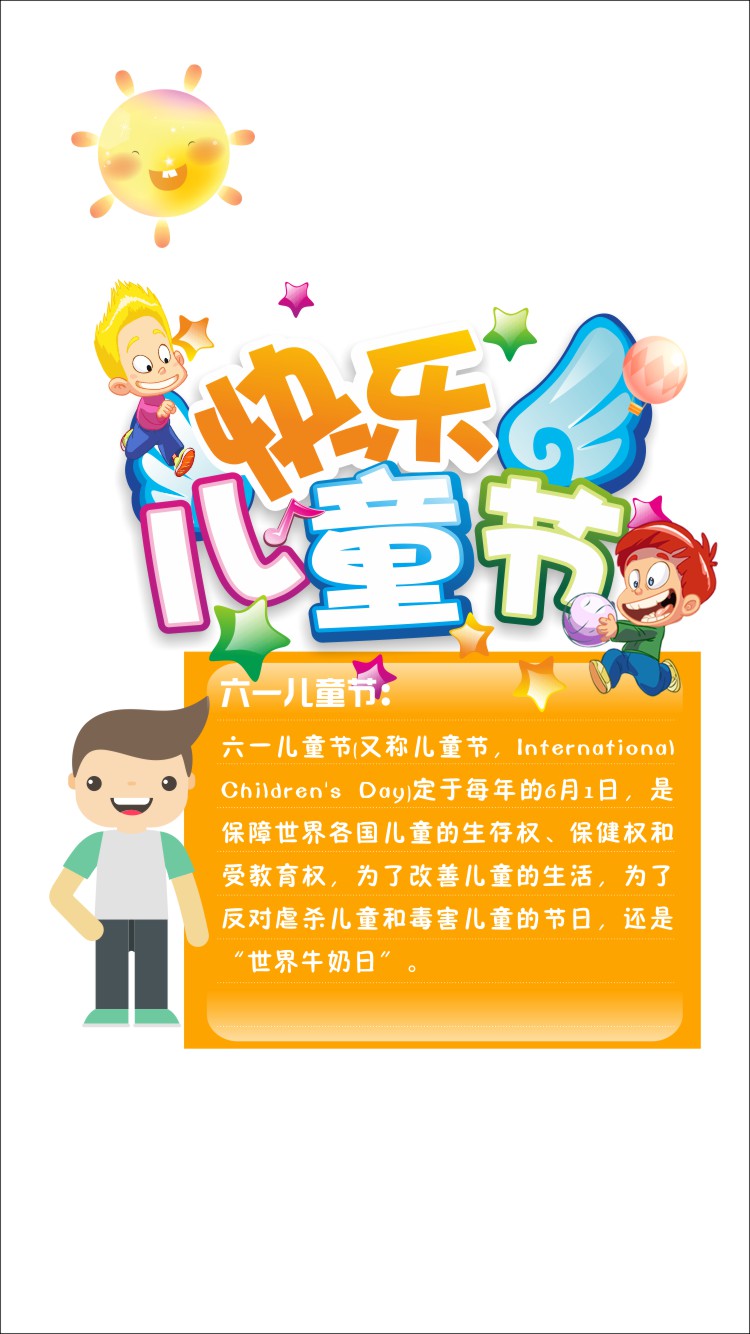 快乐
儿童节
六一儿童节:
六一儿童节(又称儿童节，International
Children's Day)定于每年的6月1日，是
保障世界各国儿童的生存权、保健权和
受教育权，为了改善儿童的生活，为了
反对虐杀儿童和毒害儿童的节日，还是
“世界牛奶日”。